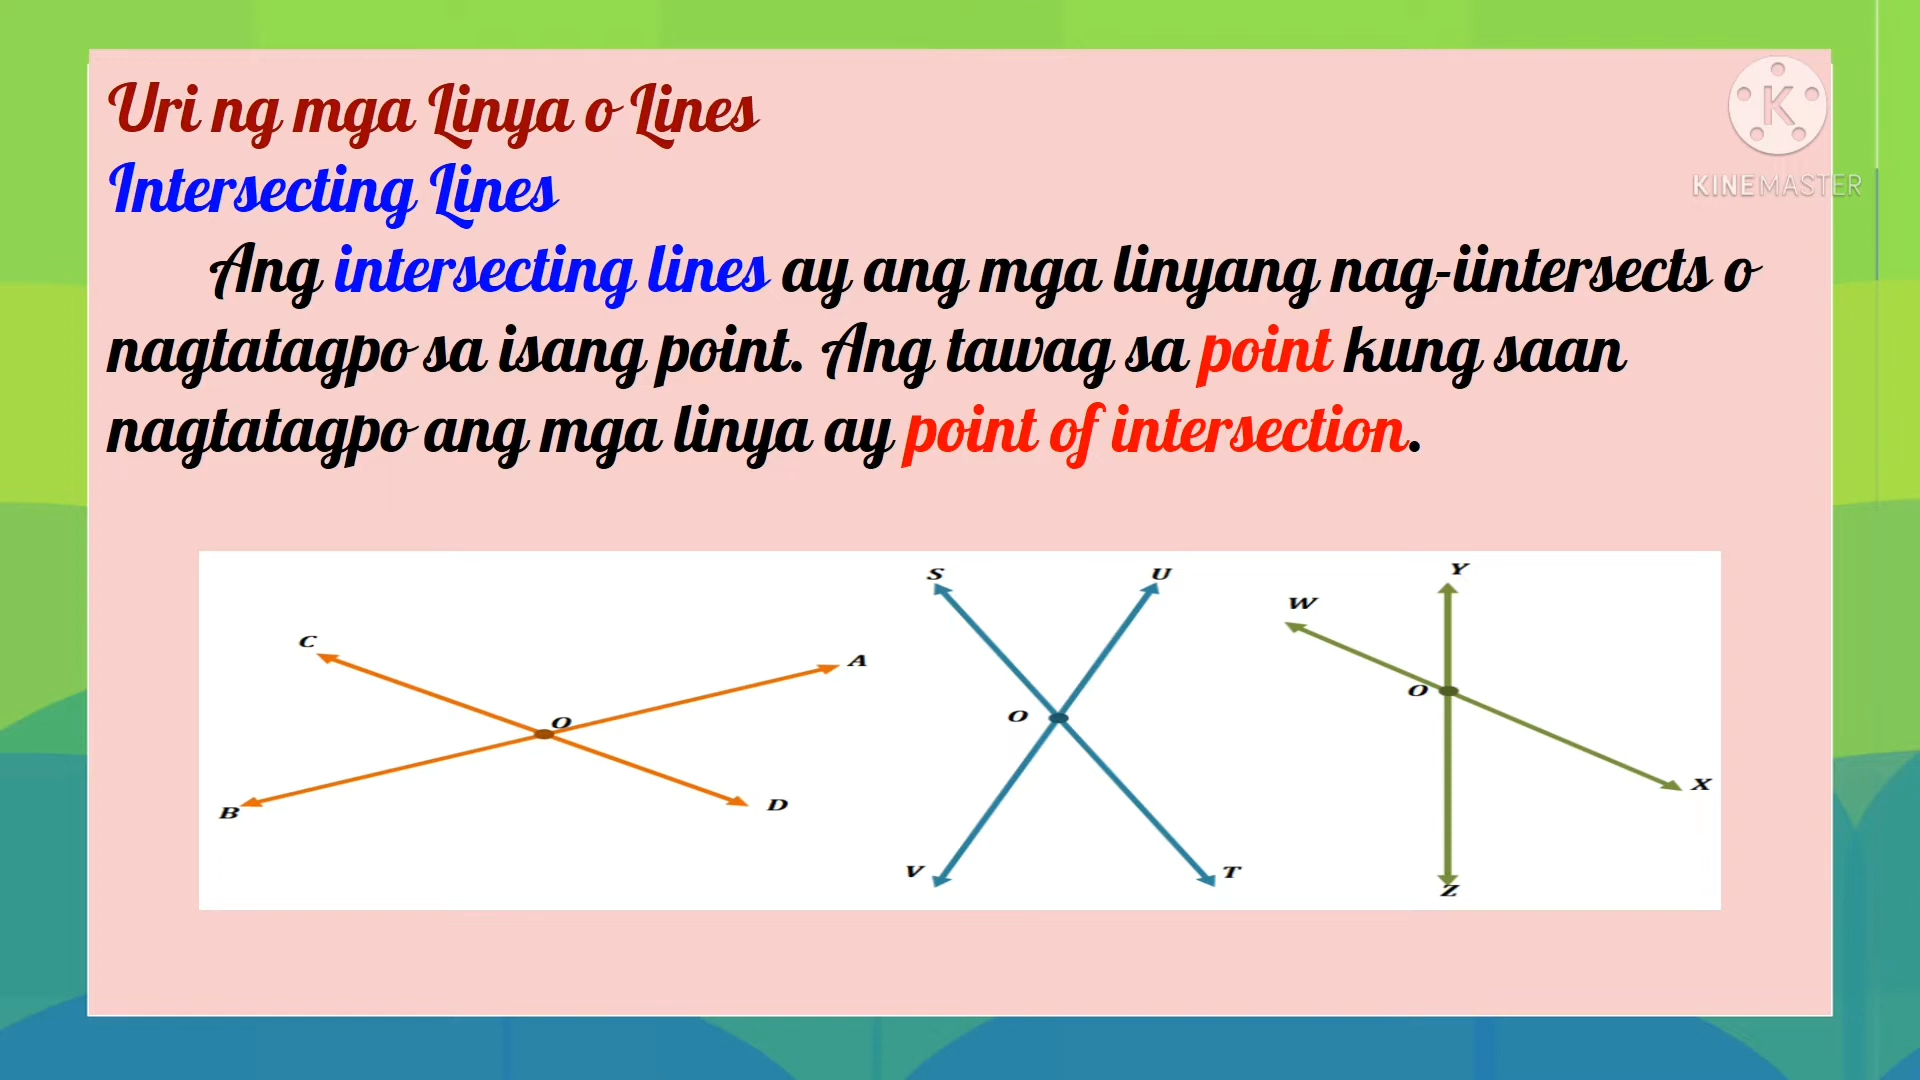 Uri ng mga Linya o Lines
Intersecting Lines
Ang intersecting lines ay ang mga linyang nag-iintersects o
nagtatagpo sa isang point. Ang tawag sa point kung saan
nagtatagpo ang mga linya ay point of intersection.
K
KINEMASTER
C
A
O
B
D
S
U
O
V
T
Y
W
O
X
Z